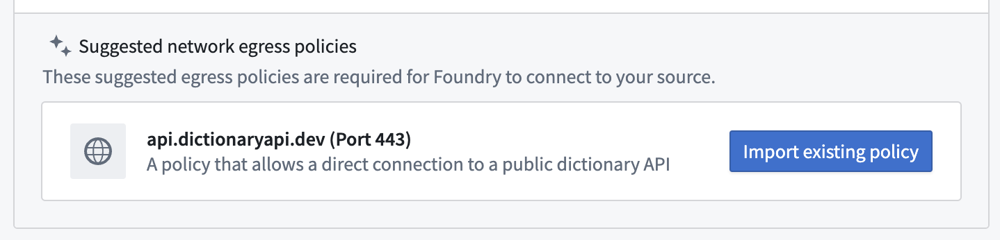 Suggested network egress policies
These suggested egress policies are required for Foundry to connect to your source.
api.dictionaryapi.dev (Port 443)
A policy that allows a direct connection to a public dictionary API
Import existing policy